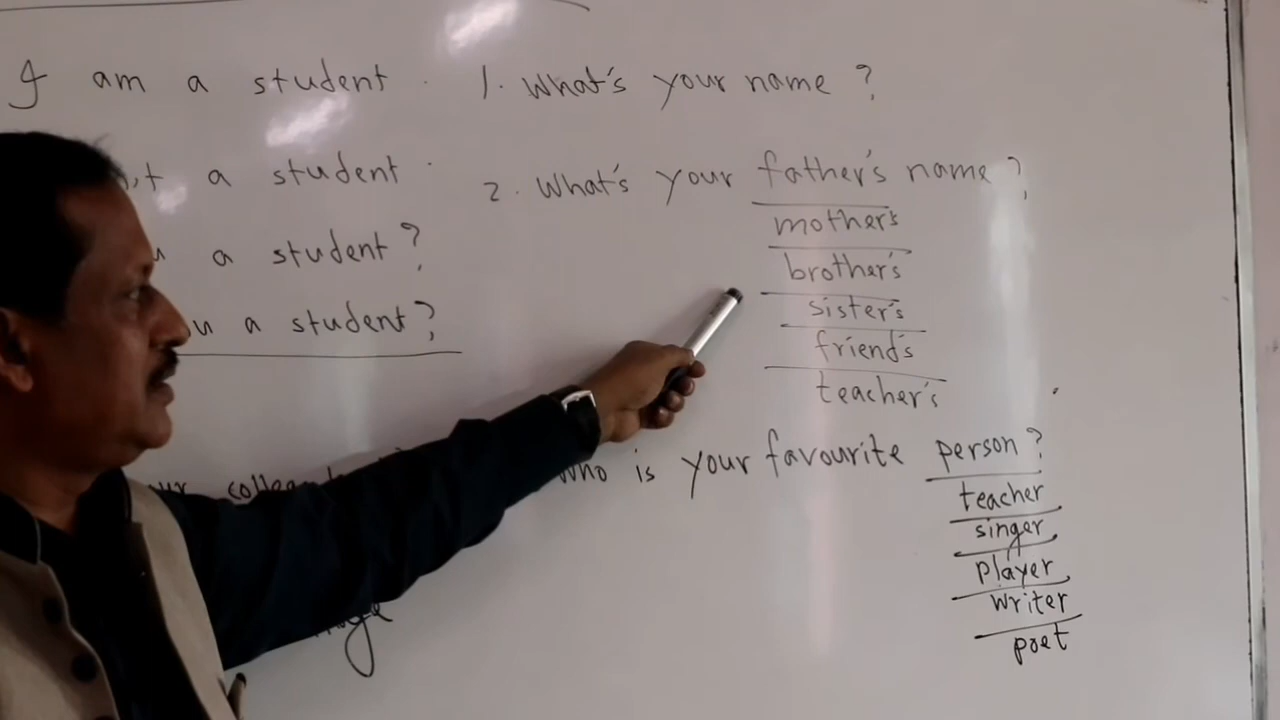 I am a student.
a student.
a student?
a student?
1. What's your name?
2. What's your father's name?
mother's
brother's
sister's
friend's
teacher's
Who is your favourite person?
teacher
singer
player
writer
poet